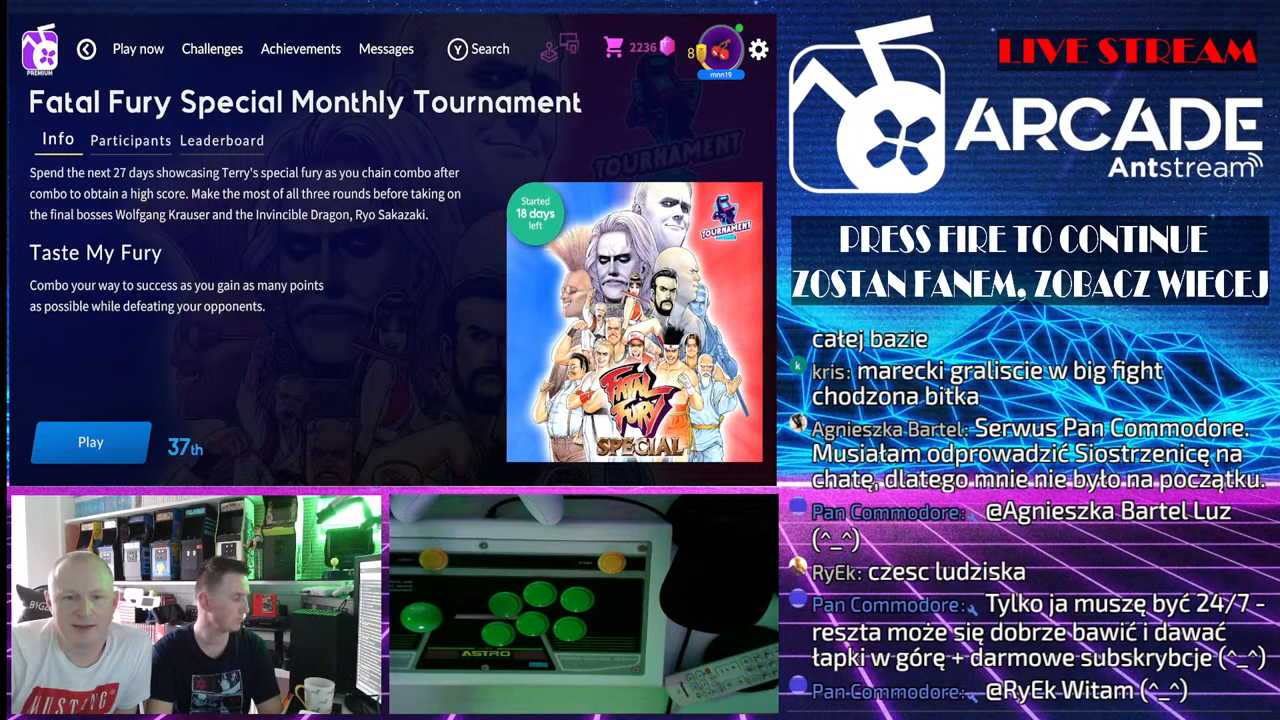 PREMIUM
Play now
Challenges
Achievements
Messages
Y Search
2236
8
mnn19
Fatal Fury Special Monthly Tournament
Info
Participants
Leaderboard
Spend the next 27 days showcasing Terry's special fury as you chain combo after
combo to obtain a high score. Make the most of all three rounds before taking on
the final bosses Wolfgang Krauser and the Invincible Dragon, Ryo Sakazaki.
Taste My Fury
Combo your way to success as you gain as many points
as possible while defeating your opponents.
Play
37th
Started
18 days
left
TOURNAMENT
TOURNAMENT
FATAL
FURY
SPECIAL
MUSTANG
ASTRO
LIVE STREAM
ARCADE
Antstream
PRESS FIRE TO CONTINUE
ZOSTAN FANEM, ZOBACZ WIECEJ
całej bazie
k kris: marecki graliscie w big fight
chodzona bitka
Agnieszka Bartel: Serwus Pan Commodore.
Musiałam odprowadzić Siostrzenicę na
chatę, dlatego mnie nie było na początku.
Pan Commodore: @Agnieszka Bartel Luz
(^_^)
RyEk: czesc ludziska
Pan Commodore: Tylko ja muszę być 24/7 -
reszta może się dobrze bawić i dawać
łapki w górę + darmowe subskrybcje (^_^)
Pan Commodore: @RyEk Witam (^_^)